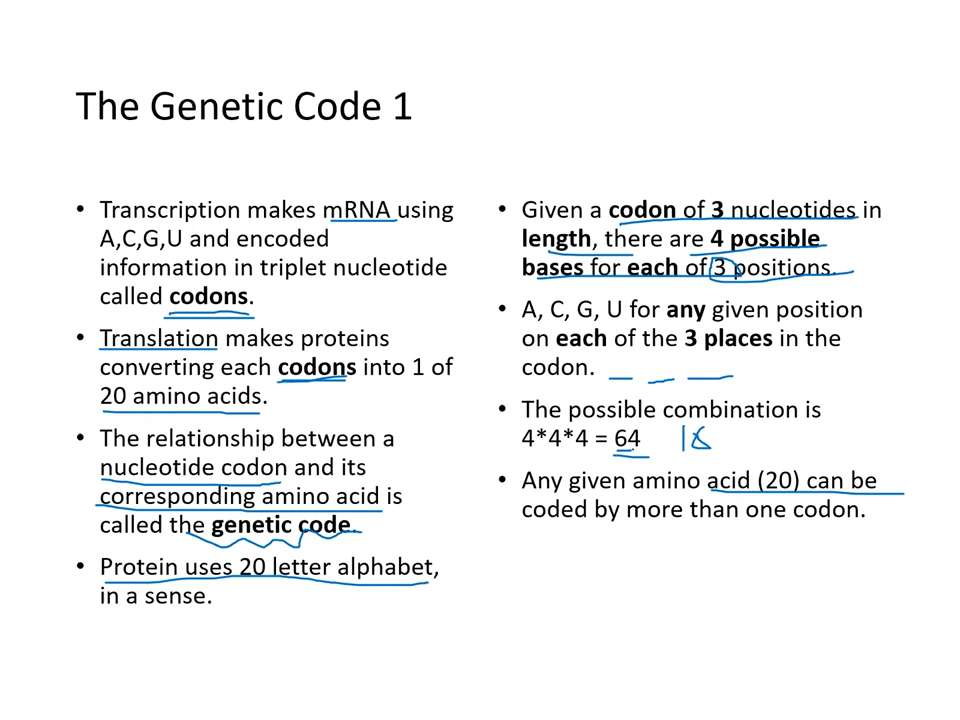 The Genetic Code 1
• Transcription makes mRNA using
A,C,G,U and encoded
information in triplet nucleotide
called codons.
• Translation makes proteins
converting each codons into 1 of
20 amino acids.
• The relationship between a
nucleotide codon and its
corresponding amino acid is
called the genetic code.
• Protein uses 20 letter alphabet,
in a sense.
• Given a codon of 3 nucleotides in
length, there are 4 possible
bases for each of 3 positions.
• A, C, G, U for any given position
on each of the 3 places in the
codon.
• The possible combination is
4*4*4 = 64
• Any given amino acid (20) can be
coded by more than one codon.